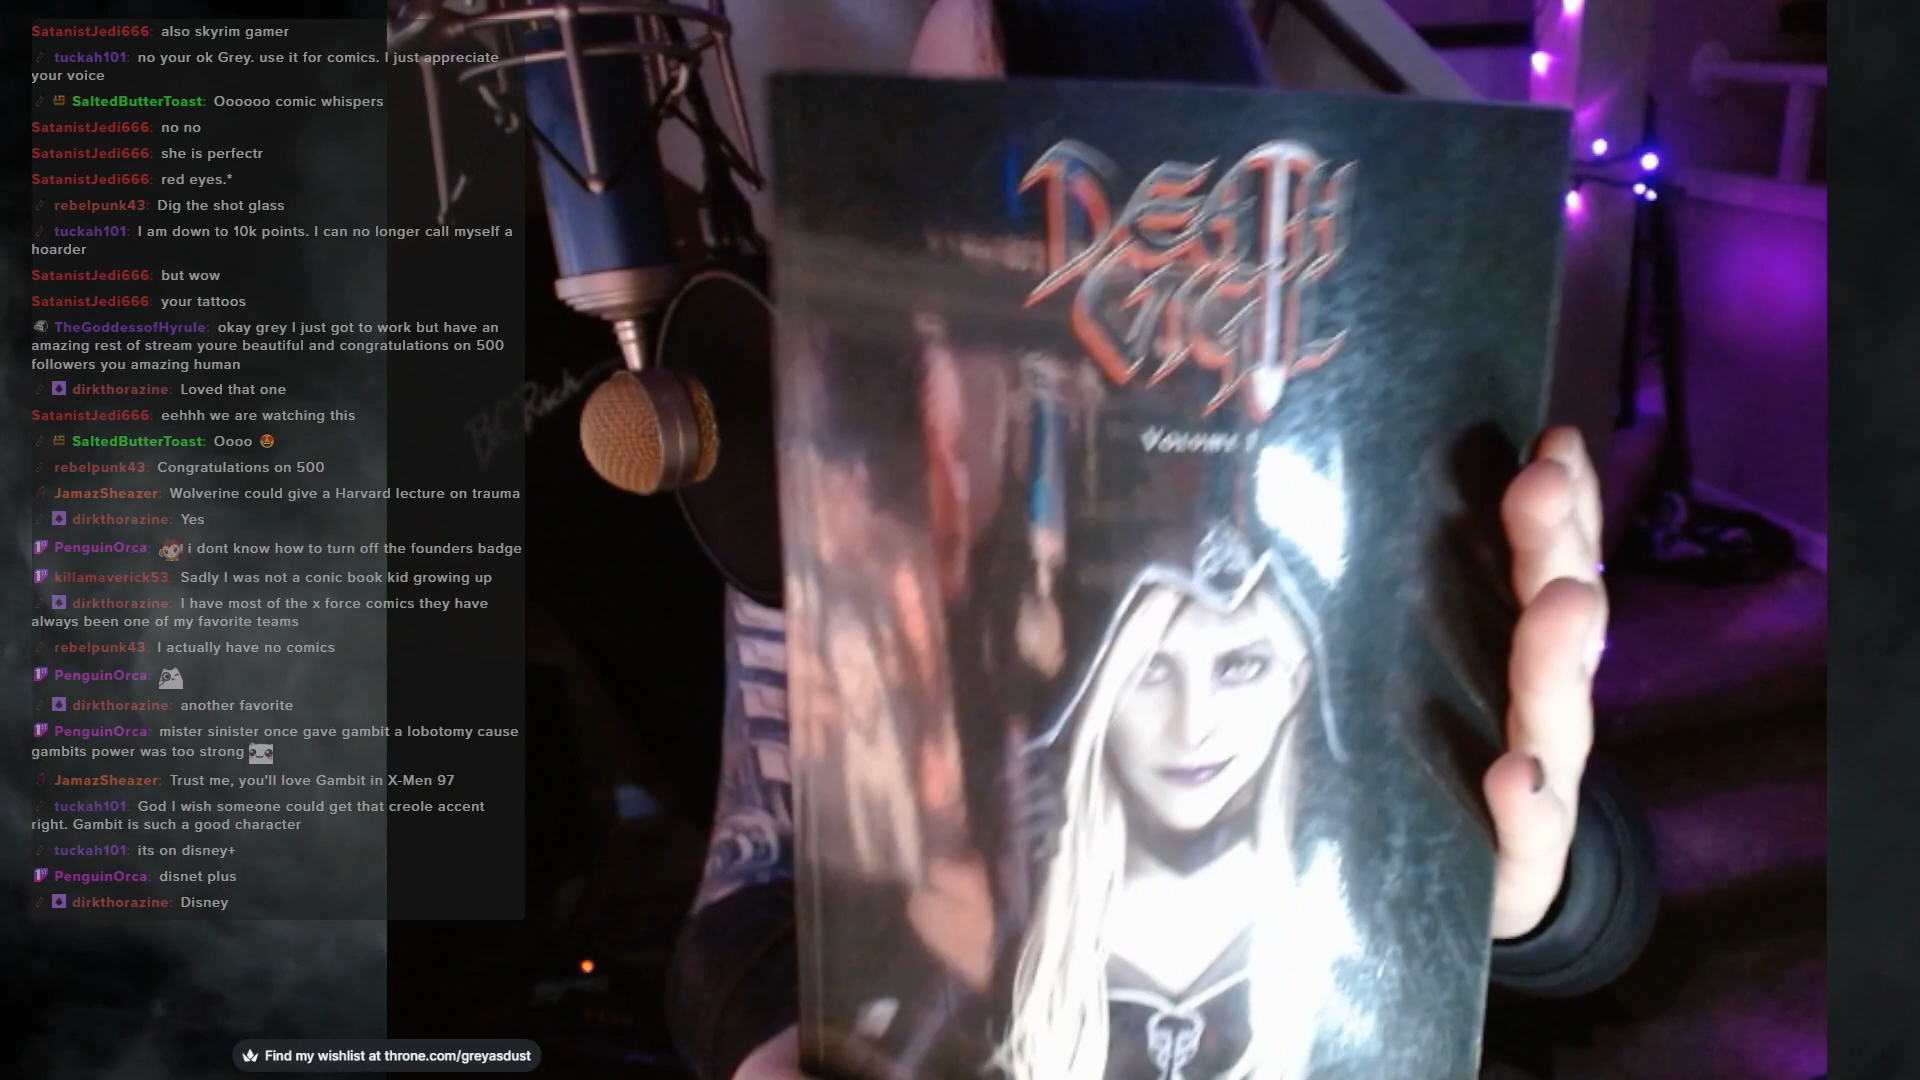 SatanistJedi666: also skyrim gamer
tuckah101: no your ok Grey. use it for comics. I just appreciate
your voice
SaltedButterToast: Oooooo comic whispers
SatanistJedi666: no no
SatanistJedi666: she is perfectr
SatanistJedi666: red eyes.*
rebelpunk43: Dig the shot glass
tuckah101: I am down to 10k points. I can no longer call myself a
hoarder
SatanistJedi666: but wow
SatanistJedi666: your tattoos
TheGoddessofHyrule: okay grey I just got to work but have an
amazing rest of stream youre beautiful and congratulations on 500
followers you amazing human
dirkthorazine: Loved that one
SatanistJedi666: eehhh we are watching this
SaltedButterToast: Oooo 🤩
rebelpunk43: Congratulations on 500
JamazSheazer: Wolverine could give a Harvard lecture on trauma
dirkthorazine: Yes
PenguinOrca: i dont know how to turn off the founders badge
killamaverick53: Sadly I was not a conic book kid growing up
dirkthorazine: I have most of the x force comics they have
always been one of my favorite teams
rebelpunk43: I actually have no comics
PenguinOrca:
dirkthorazine: another favorite
PenguinOrca: mister sinister once gave gambit a lobotomy cause
gambits power was too strong
JamazSheazer: Trust me, you'll love Gambit in X-Men 97
tuckah101: God I wish someone could get that creole accent
right. Gambit is such a good character
tuckah101: its on disney+
PenguinOrca: disnet plus
dirkthorazine: Disney
Find my wishlist at throne.com/greyasdust
BC Rich
DEATH
VIGIL
VOLUME 1